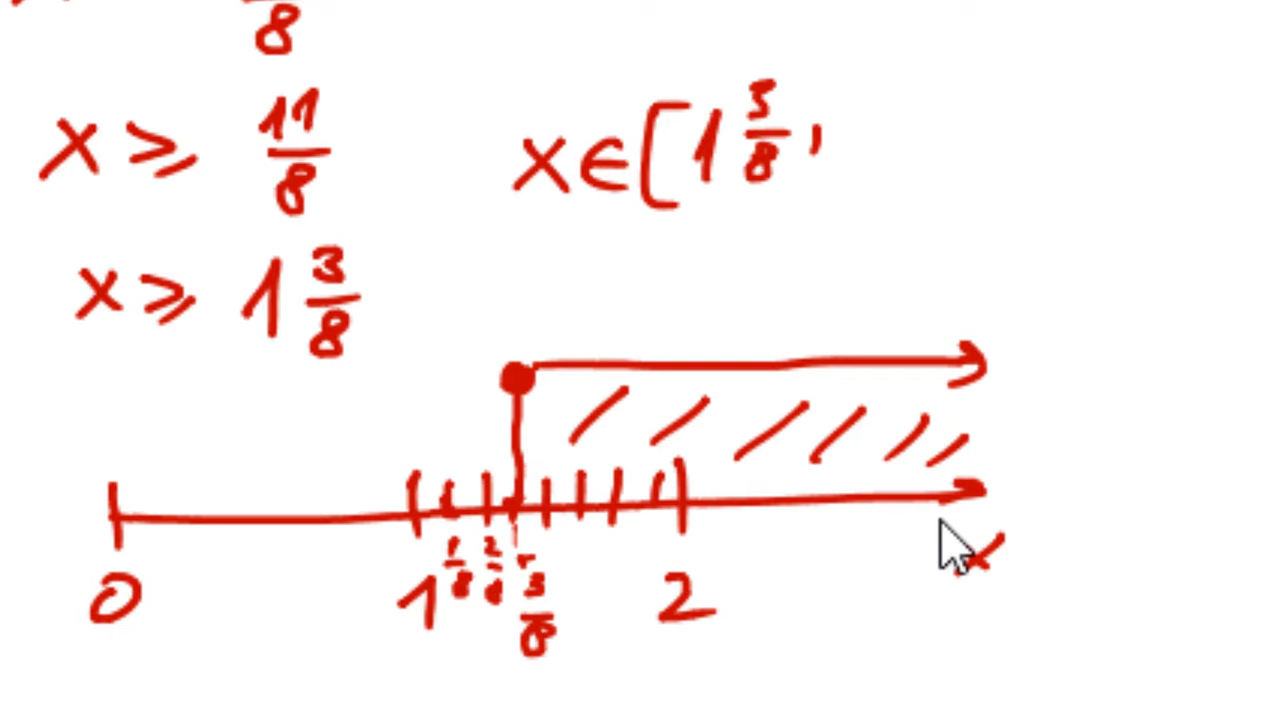 8
x ⩾ 11/8
x ∈ [1 3/8 ,
x ⩾ 1 3/8
0 1 1/8 2/8 3/8 2 x